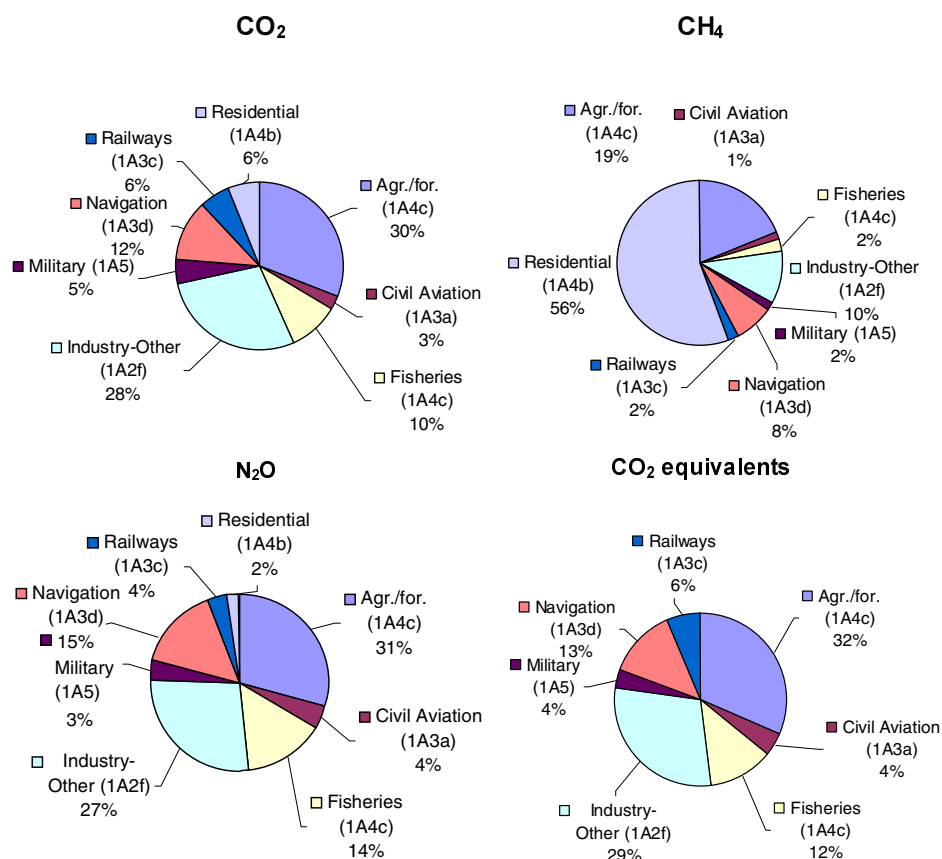 CO₂
Residential
(1A4b)
6%
Railways
(1A3c)
6%
Navigation
(1A3d)
12%
Military (1A5)
5%
Industry-Other
(1A2f)
28%
Agr./for.
(1A4c)
30%
Civil Aviation
(1A3a)
3%
Fisheries
(1A4c)
10%
CH₄
Agr./for.
(1A4c)
19%
Civil Aviation
(1A3a)
1%
Fisheries
(1A4c)
2%
Industry-Other
(1A2f)
10%
Military (1A5)
2%
Navigation
(1A3d)
8%
Railways
(1A3c)
2%
Residential
(1A4b)
56%
N₂O
Residential
(1A4b)
2%
Railways
(1A3c)
4%
Navigation
(1A3d)
15%
Military
(1A5)
3%
Industry-
Other (1A2f)
27%
Agr./for.
(1A4c)
31%
Civil Aviation
(1A3a)
4%
Fisheries
(1A4c)
14%
CO₂ equivalents
Railways
(1A3c)
6%
Navigation
(1A3d)
13%
Military
(1A5)
4%
Industry-
Other (1A2f)
29%
Agr./for.
(1A4c)
32%
Civil Aviation
(1A3a)
4%
Fisheries
(1A4c)
12%